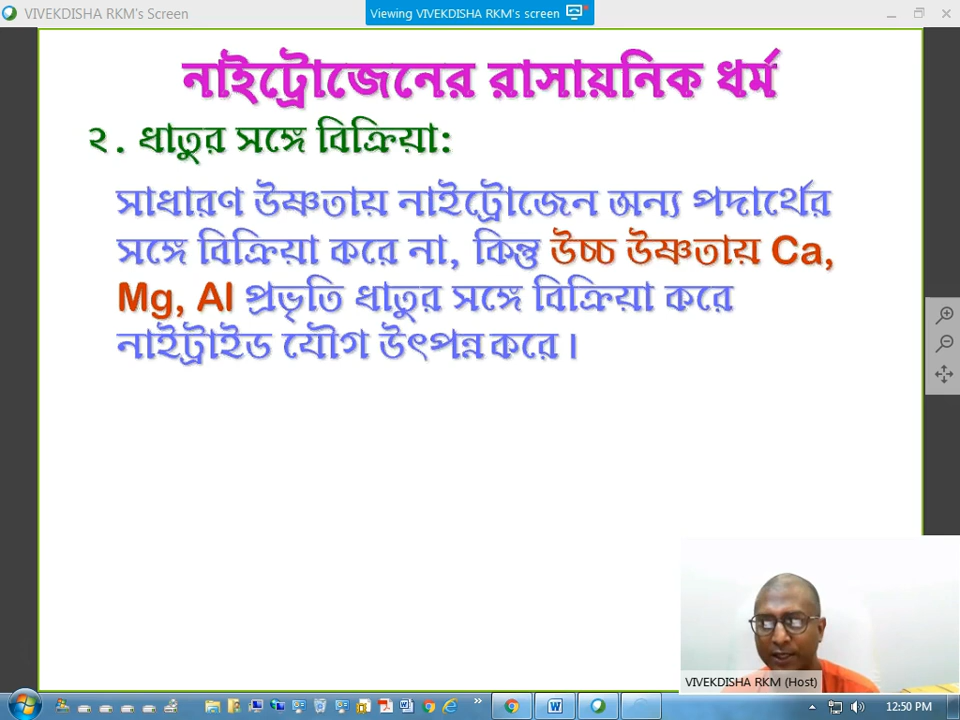 VIVEKDISHA RKM's Screen
Viewing VIVEKDISHA RKM's screen
নাইট্রোজেনের রাসায়নিক ধর্ম
২. ধাতুর সঙ্গে বিক্রিয়া:
সাধারণ উষ্ণতায় নাইট্রোজেন অন্য পদার্থের
সঙ্গে বিক্রিয়া করে না, কিন্তু উচ্চ উষ্ণতায় Ca,
Mg, Al প্রভৃতি ধাতুর সঙ্গে বিক্রিয়া করে
নাইট্রাইড যৌগ উৎপন্ন করে।
VIVEKDISHA RKM (Host)
12:50 PM